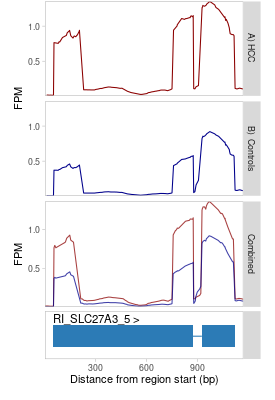 1.0
0.5
A) HCC
FPM
1.0
0.5
B) Controls
1.0
0.5
FPM
Combined
RI_SLC27A3_5 >
300 600 900
Distance from region start (bp)